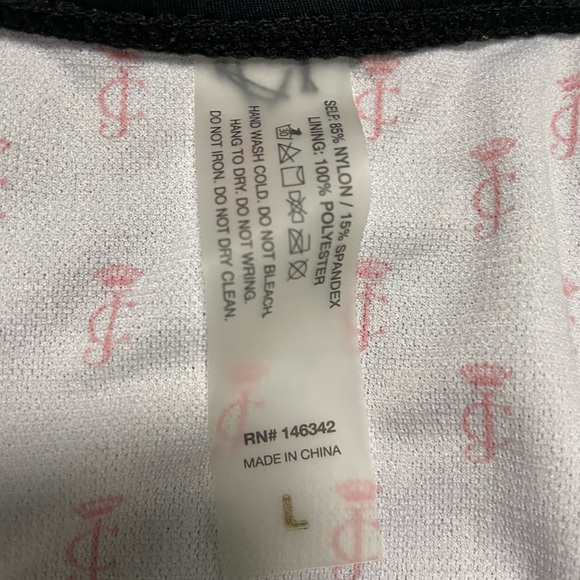 SELF: 85% NYLON / 15% SPANDEX
LINING: 100% POLYESTER
30
HAND WASH COLD. DO NOT BLEACH.
HANG TO DRY. DO NOT WRING.
DO NOT IRON. DO NOT DRY CLEAN.
RN# 146342
MADE IN CHINA
L